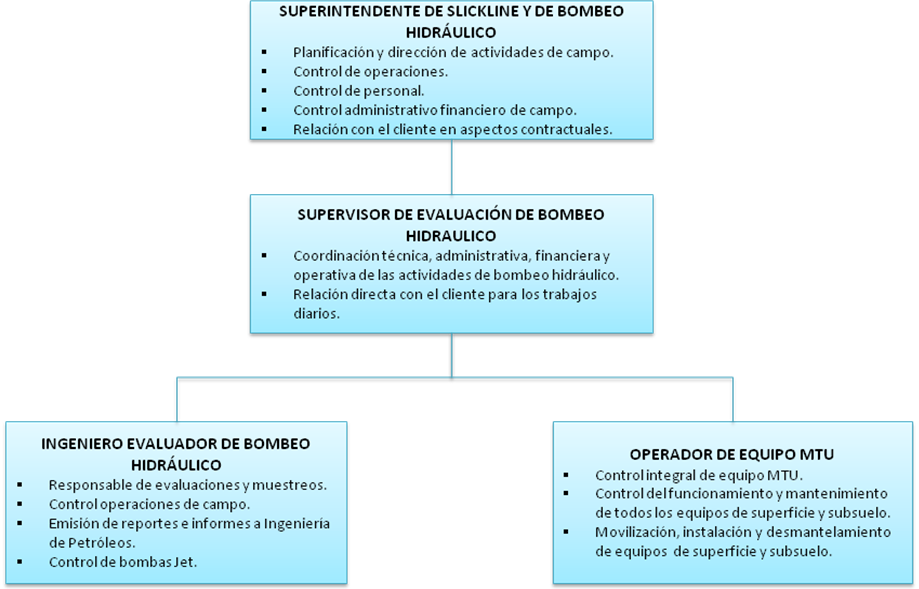 SUPERINTENDENTE DE SLICKLINE Y DE BOMBEO
HIDRÁULICO
▪ Planificación y dirección de actividades de campo.
▪ Control de operaciones.
▪ Control de personal.
▪ Control administrativo financiero de campo.
▪ Relación con el cliente en aspectos contractuales.
SUPERVISOR DE EVALUACIÓN DE BOMBEO
HIDRAULICO
▪ Coordinación técnica, administrativa, financiera y
operativa de las actividades de bombeo hidráulico.
▪ Relación directa con el cliente para los trabajos
diarios.
INGENIERO EVALUADOR DE BOMBEO
HIDRÁULICO
▪ Responsable de evaluaciones y muestreos.
▪ Control operaciones de campo.
▪ Emisión de reportes e informes a Ingeniería
de Petróleos.
▪ Control de bombas Jet.
OPERADOR DE EQUIPO MTU
▪ Control integral de equipo MTU.
▪ Control del funcionamiento y mantenimiento
de todos los equipos de superficie y subsuelo.
▪ Movilización, instalación y desmantelamiento
de equipos de superficie y subsuelo.